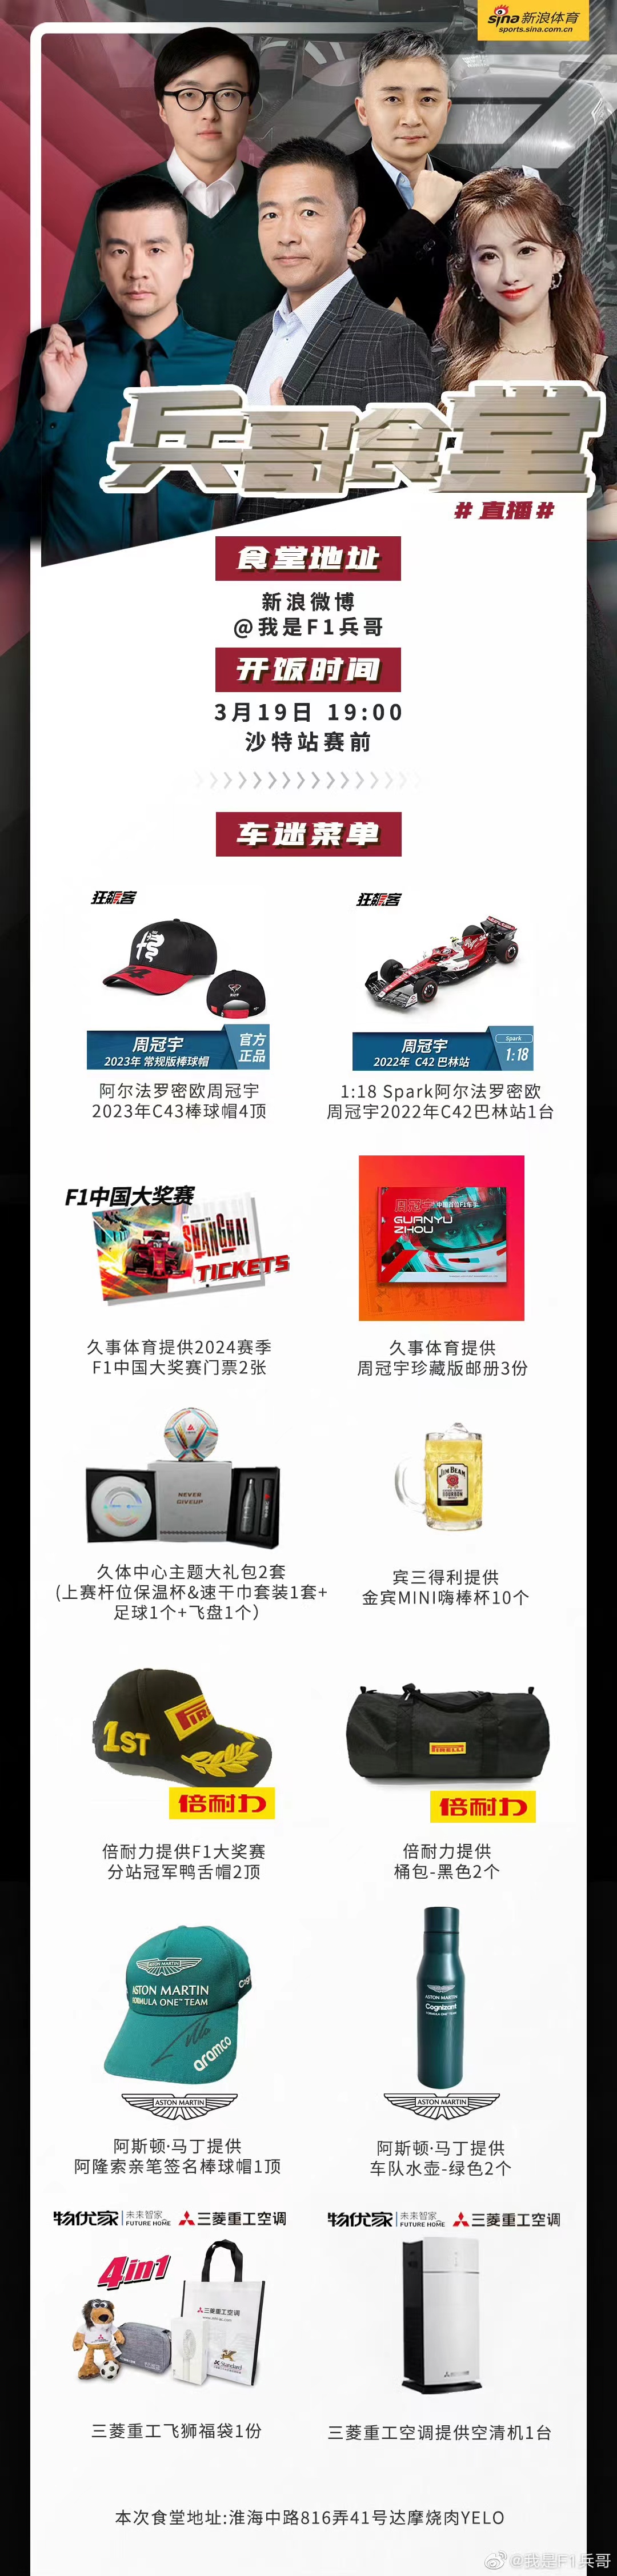 sina新浪体育
sports.sina.com.cn
兵哥食堂
#直播#
食堂地址
新浪微博
@我是F1兵哥
开饭时间
3月19日 19:00
沙特站赛前
车迷菜单
狂飙客
周冠宇
2023年 常规版棒球帽
官方
正品
阿尔法罗密欧周冠宇
2023年C43棒球帽4顶
狂飙客
周冠宇
2022年 C42 巴林站
Spark
1:18
1:18 Spark阿尔法罗密欧
周冠宇2022年C42巴林站1台
F1中国大奖赛
SHANGHAI
TICKETS
久事体育提供2024赛季
F1中国大奖赛门票2张
周冠宇 中国首位F1车手
GUANYU
ZHOU
久事体育提供
周冠宇珍藏版邮册3份
NEVER
GIVEUP
久体中心主题大礼包2套
(上赛杆位保温杯&速干巾套装1套+
足球1个+飞盘1个）
JIM BEAM
BOURBON
宾三得利提供
金宾MINI嗨棒杯10个
1ST
PIRE
倍耐力
倍耐力提供F1大奖赛
分站冠军鸭舌帽2顶
PIRELLI
倍耐力
倍耐力提供
桶包-黑色2个
ASTON MARTIN
FORMULA ONE TEAM
Cog
aramco
ASTON MARTIN
阿斯顿·马丁提供
阿隆索亲笔签名棒球帽1顶
ASTON MARTIN
Cognizant
FORMULA ONE TEAM
ASTON MARTIN
阿斯顿·马丁提供
车队水壶-绿色2个
物优家 未来智家 FUTURE HOME 三菱重工空调
4in1
三菱重工空调
Standard
三菱重工飞狮福袋1份
物优家 未来智家 FUTURE HOME 三菱重工空调
三菱重工空调提供空清机1台
本次食堂地址:淮海中路816弄41号达摩烧肉YELO
@我是F1兵哥